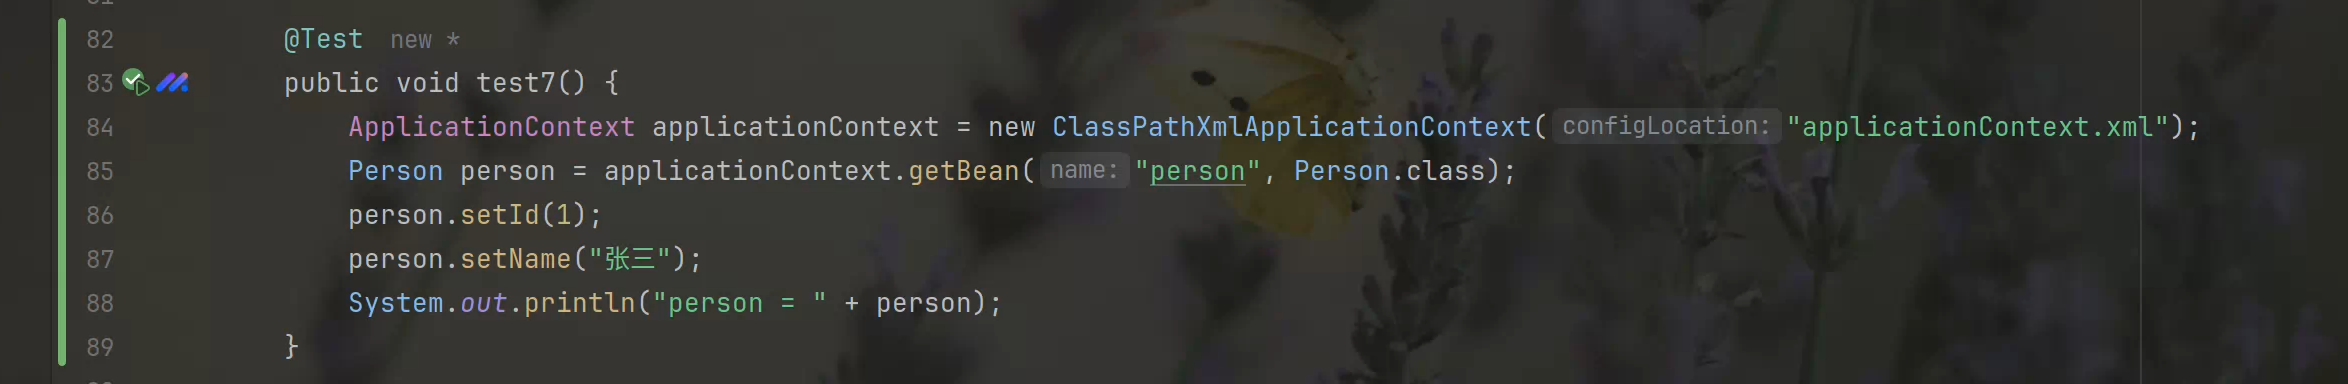 82 @Test new *
83 public void test7() {
84 ApplicationContext applicationContext = new ClassPathXmlApplicationContext( configLocation: "applicationContext.xml");
85 Person person = applicationContext.getBean( name: "person", Person.class);
86 person.setId(1);
87 person.setName("张三");
88 System.out.println("person = " + person);
89 }